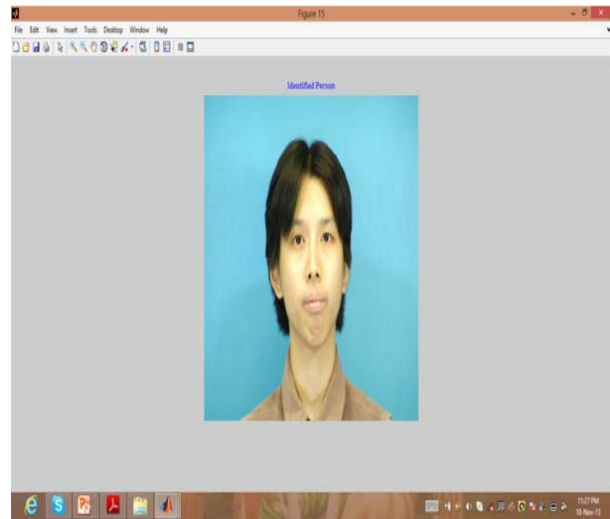 Figure 15
File Edit View Insert Tools Desktop Window Help
Identified Person
11:27 PM
10-Nov-13